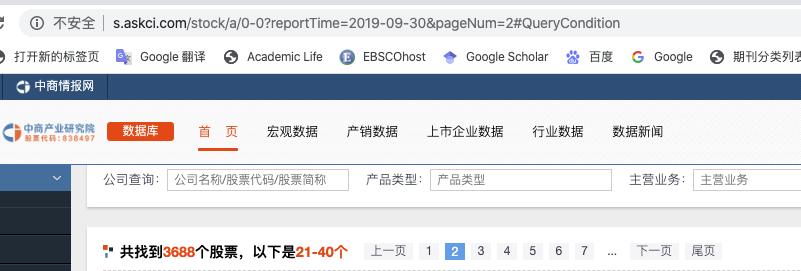 不安全 s.askci.com/stock/a/0-0?reportTime=2019-09-30&pageNum=2#QueryCondition
打开新的标签页 Google 翻译 Academic Life EBSCOhost Google Scholar 百度 Google 期刊分类列表
中商情报网
中商产业研究院 数据库 首 页 宏观数据 产销数据 上市企业数据 行业数据 数据新闻
股票代码:838497
公司查询: 公司名称/股票代码/股票简称 产品类型: 产品类型 主营业务: 主营业务
共找到3688个股票，以下是21-40个 上一页 1 2 3 4 5 6 7 ... 下一页 尾页